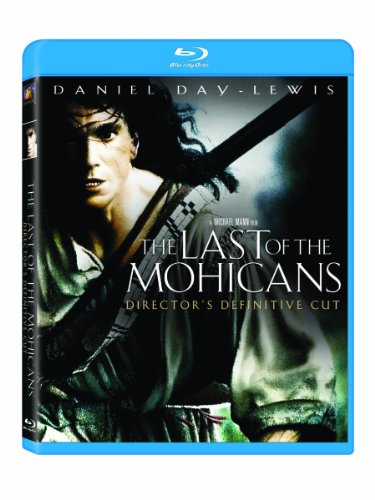 Blu-ray Disc
DANIEL DAY-LEWIS
A MICHAEL MANN FILM
THE LAST OF THE
MOHICANS
DIRECTOR'S DEFINITIVE CUT
THE LAST OF THE MOHICANS
DIRECTOR'S DEFINITIVE CUT